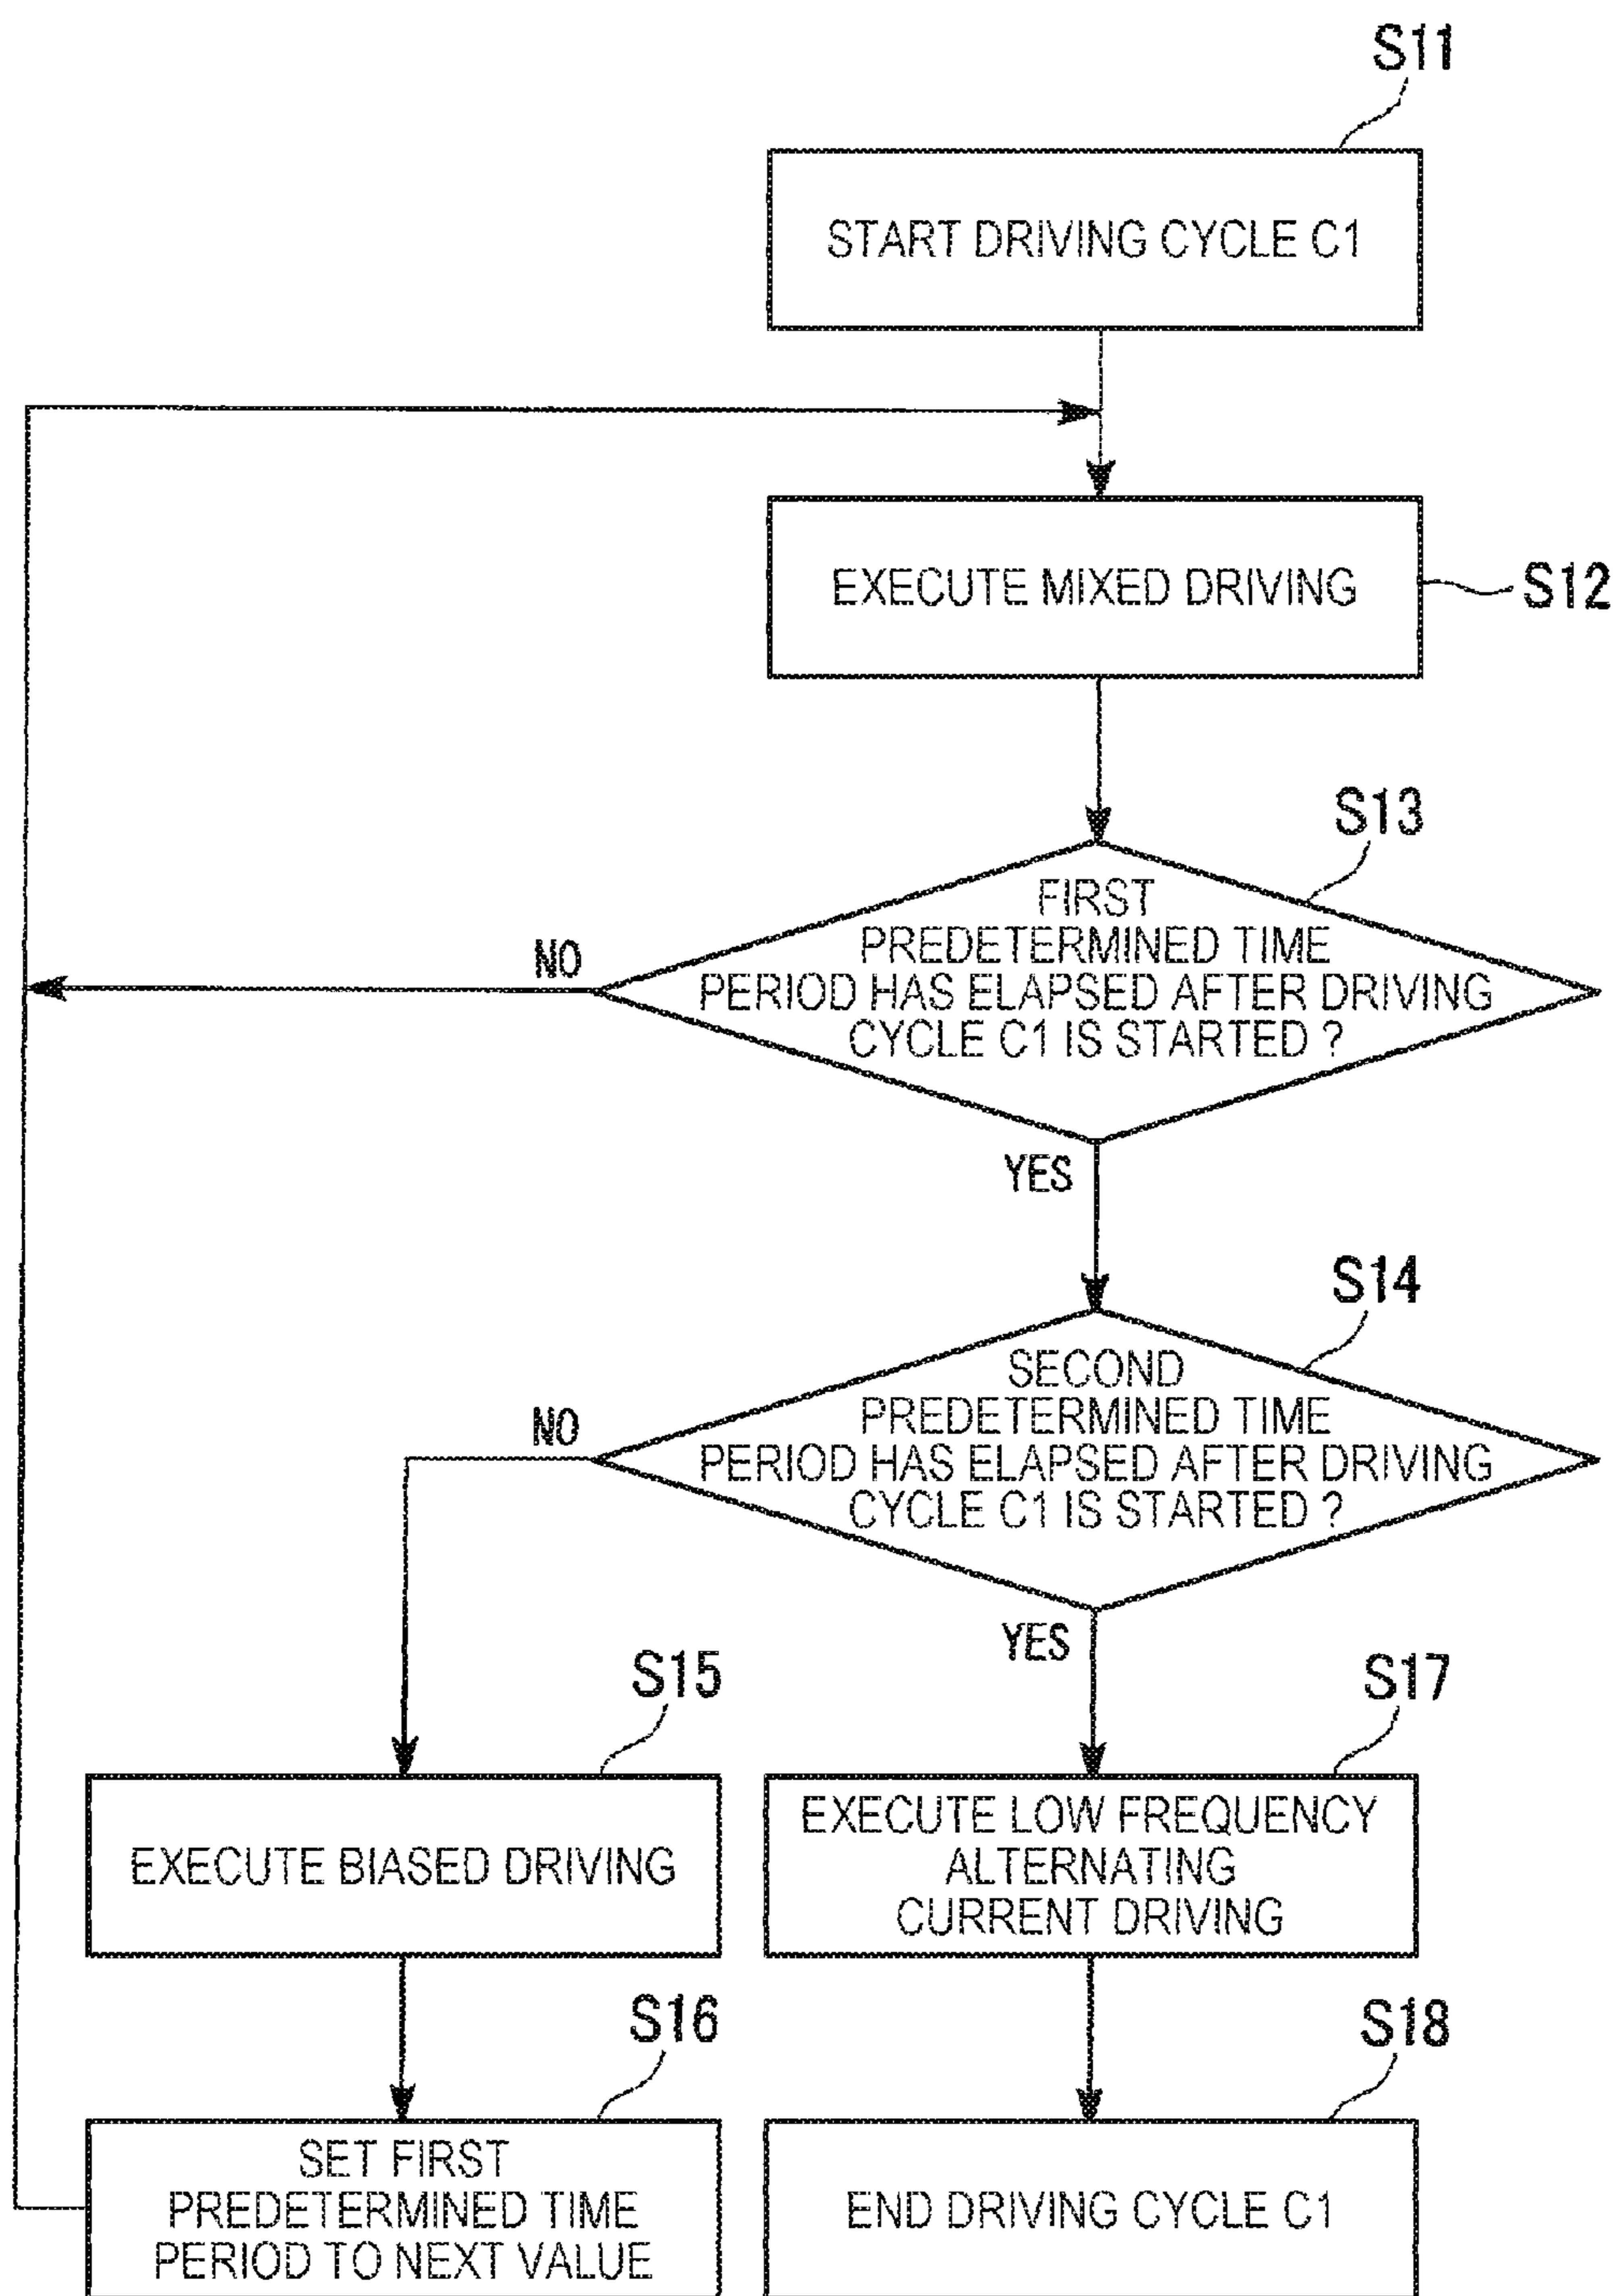 S11
START DRIVING CYCLE C1
EXECUTE MIXED DRIVING
S12
S13
FIRST
PREDETERMINED TIME
PERIOD HAS ELAPSED AFTER DRIVING
CYCLE C1 IS STARTED ?
NO
YES
S14
SECOND
PREDETERMINED TIME
PERIOD HAS ELAPSED AFTER DRIVING
CYCLE C1 IS STARTED ?
NO
YES
S15
EXECUTE BIASED DRIVING
S17
EXECUTE LOW FREQUENCY
ALTERNATING
CURRENT DRIVING
S16
SET FIRST
PREDETERMINED TIME
PERIOD TO NEXT VALUE
S18
END DRIVING CYCLE C1